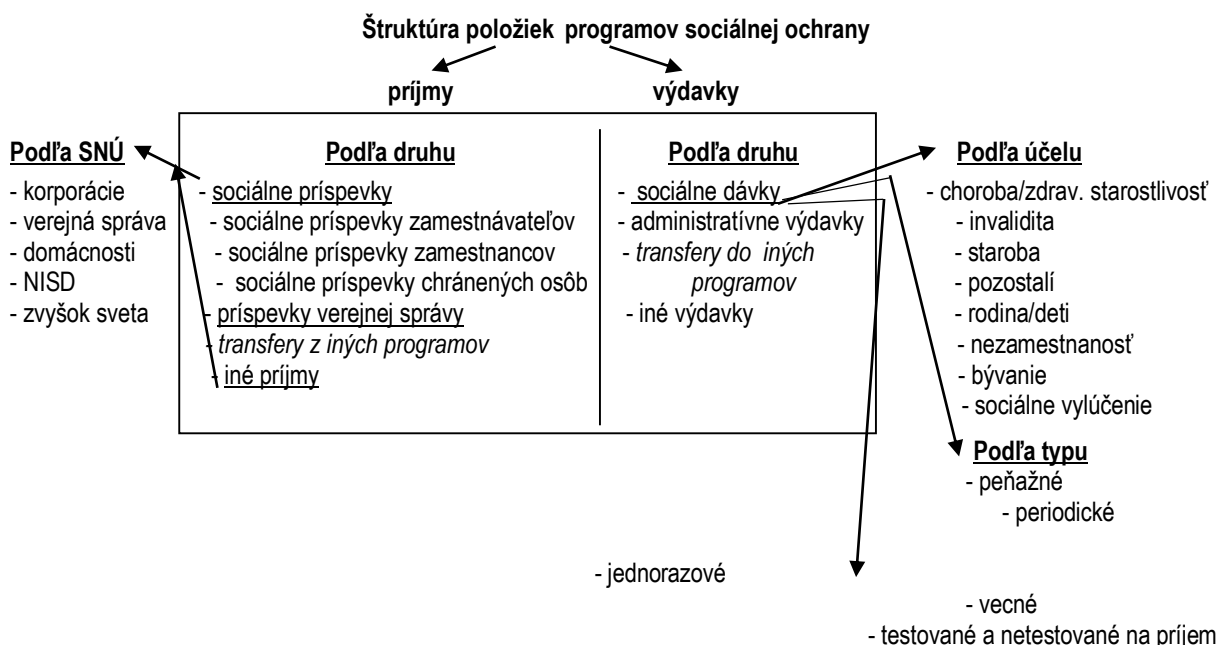 Štruktúra položiek programov sociálnej ochrany
príjmy
výdavky
Podľa SNÚ
- korporácie
- verejná správa
- domácnosti
- NISD
- zvyšok sveta
Podľa druhu
- sociálne príspevky
- sociálne príspevky zamestnávateľov
- sociálne príspevky zamestnancov
- sociálne príspevky chránených osôb
- príspevky verejnej správy
- transfery z iných programov
- iné príjmy
Podľa druhu
- sociálne dávky
- administratívne výdavky
- transfery do iných
programov
- iné výdavky
Podľa účelu
- choroba/zdrav. starostlivosť
- invalidita
- staroba
- pozostalí
- rodina/deti
- nezamestnanosť
- bývanie
- sociálne vylúčenie
Podľa typu
- peňažné
- periodické
- jednorazové
- vecné
- testované a netestované na príjem